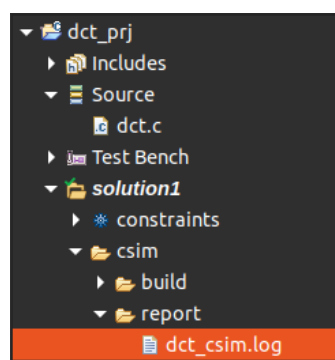 dct_prj
Includes
Source
dct.c
Test Bench
solution1
constraints
csim
build
report
dct_csim.log